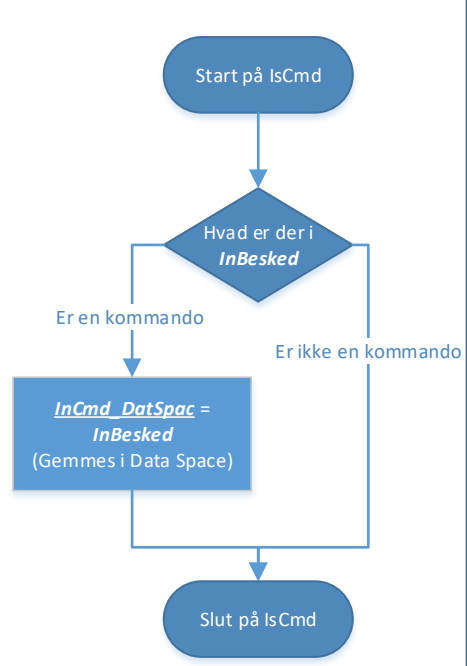 Start på IsCmd
Hvad er der i
InBesked
Er en kommando
Er ikke en kommando
InCmd_DatSpac =
InBesked
(Gemmes i Data Space)
Slut på IsCmd